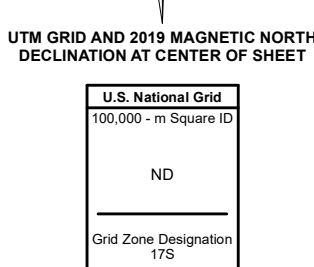 UTM GRID AND 2019 MAGNETIC NORTH
DECLINATION AT CENTER OF SHEET
U.S. National Grid
100,000 - m Square ID
ND
Grid Zone Designation
17S